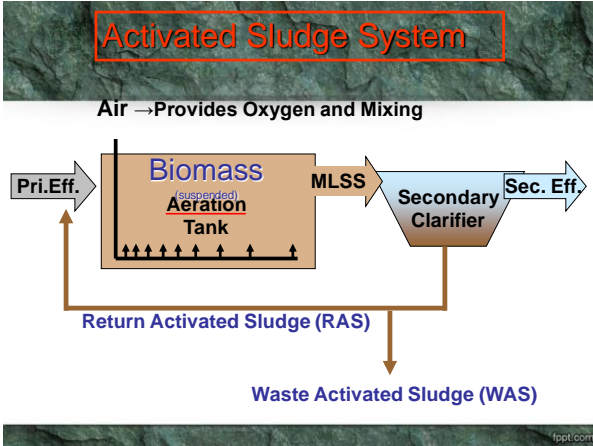 Activated Sludge System
Air →Provides Oxygen and Mixing
Pri.Eff.
Biomass
(suspended)
Aeration
Tank
MLSS
Secondary
Clarifier
Sec. Eff.
Return Activated Sludge (RAS)
Waste Activated Sludge (WAS)
fppt.com